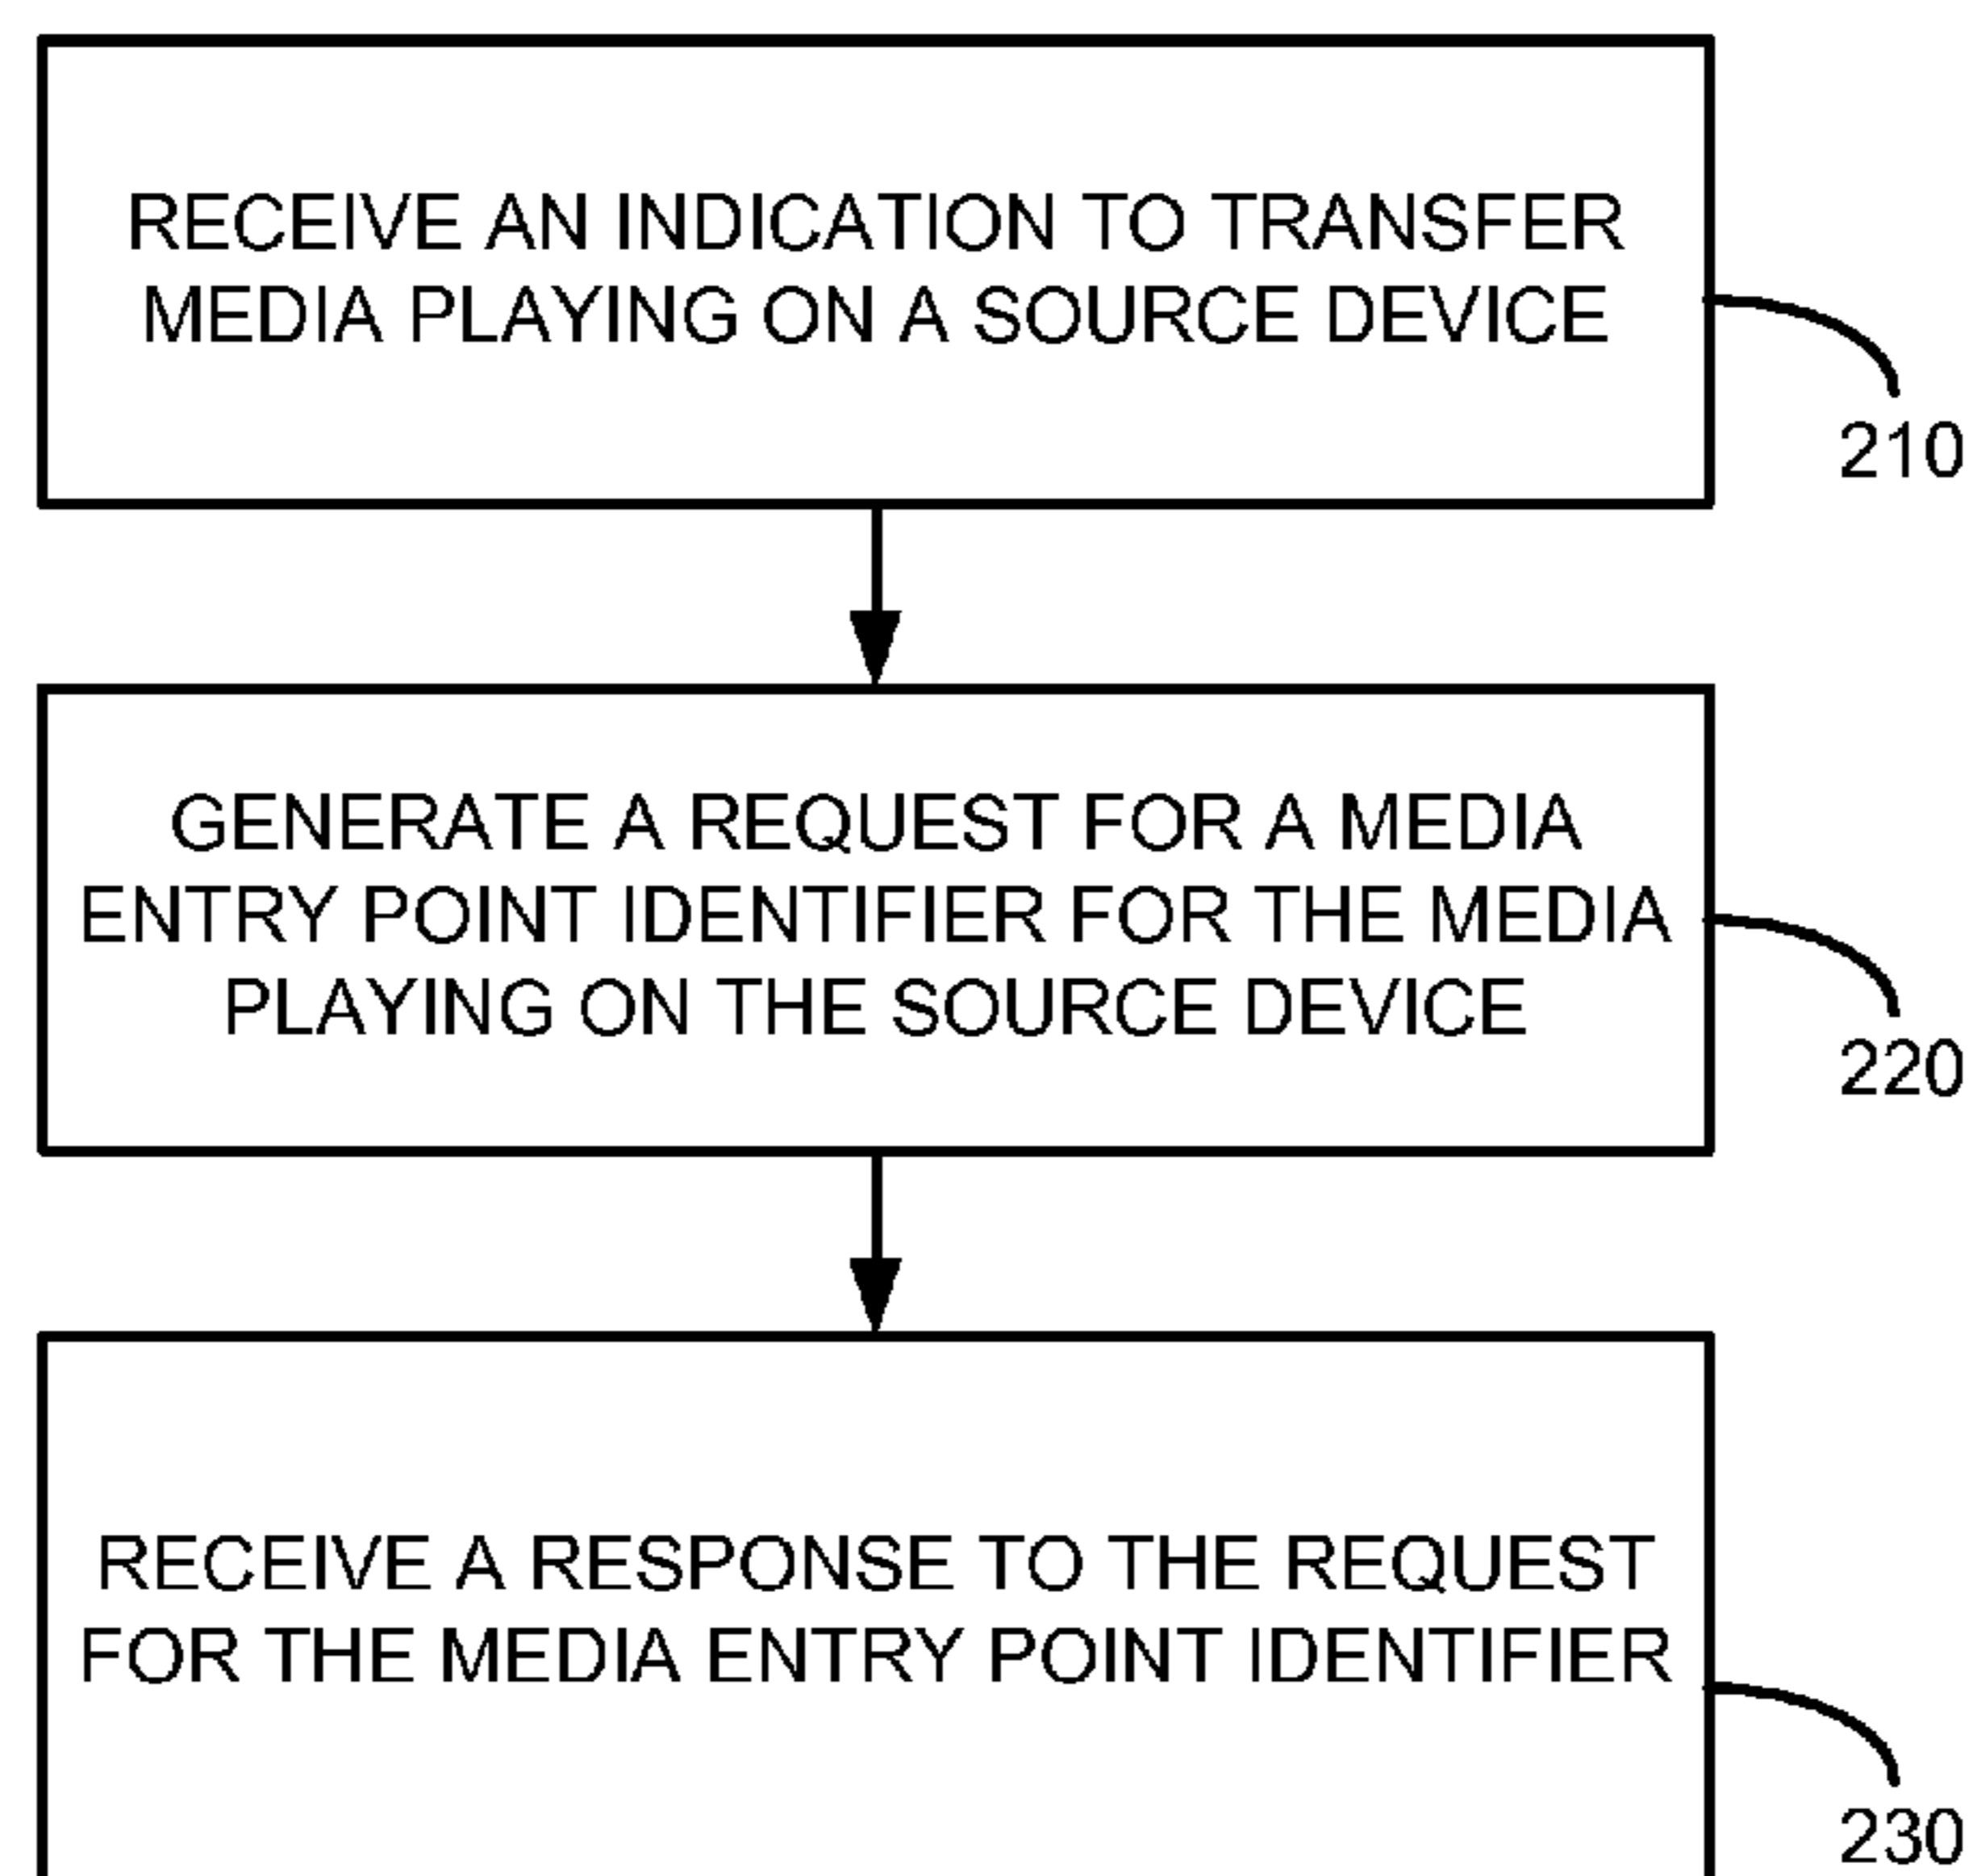 RECEIVE AN INDICATION TO TRANSFER
MEDIA PLAYING ON A SOURCE DEVICE
210
GENERATE A REQUEST FOR A MEDIA
ENTRY POINT IDENTIFIER FOR THE MEDIA
PLAYING ON THE SOURCE DEVICE
220
RECEIVE A RESPONSE TO THE REQUEST
FOR THE MEDIA ENTRY POINT IDENTIFIER
230